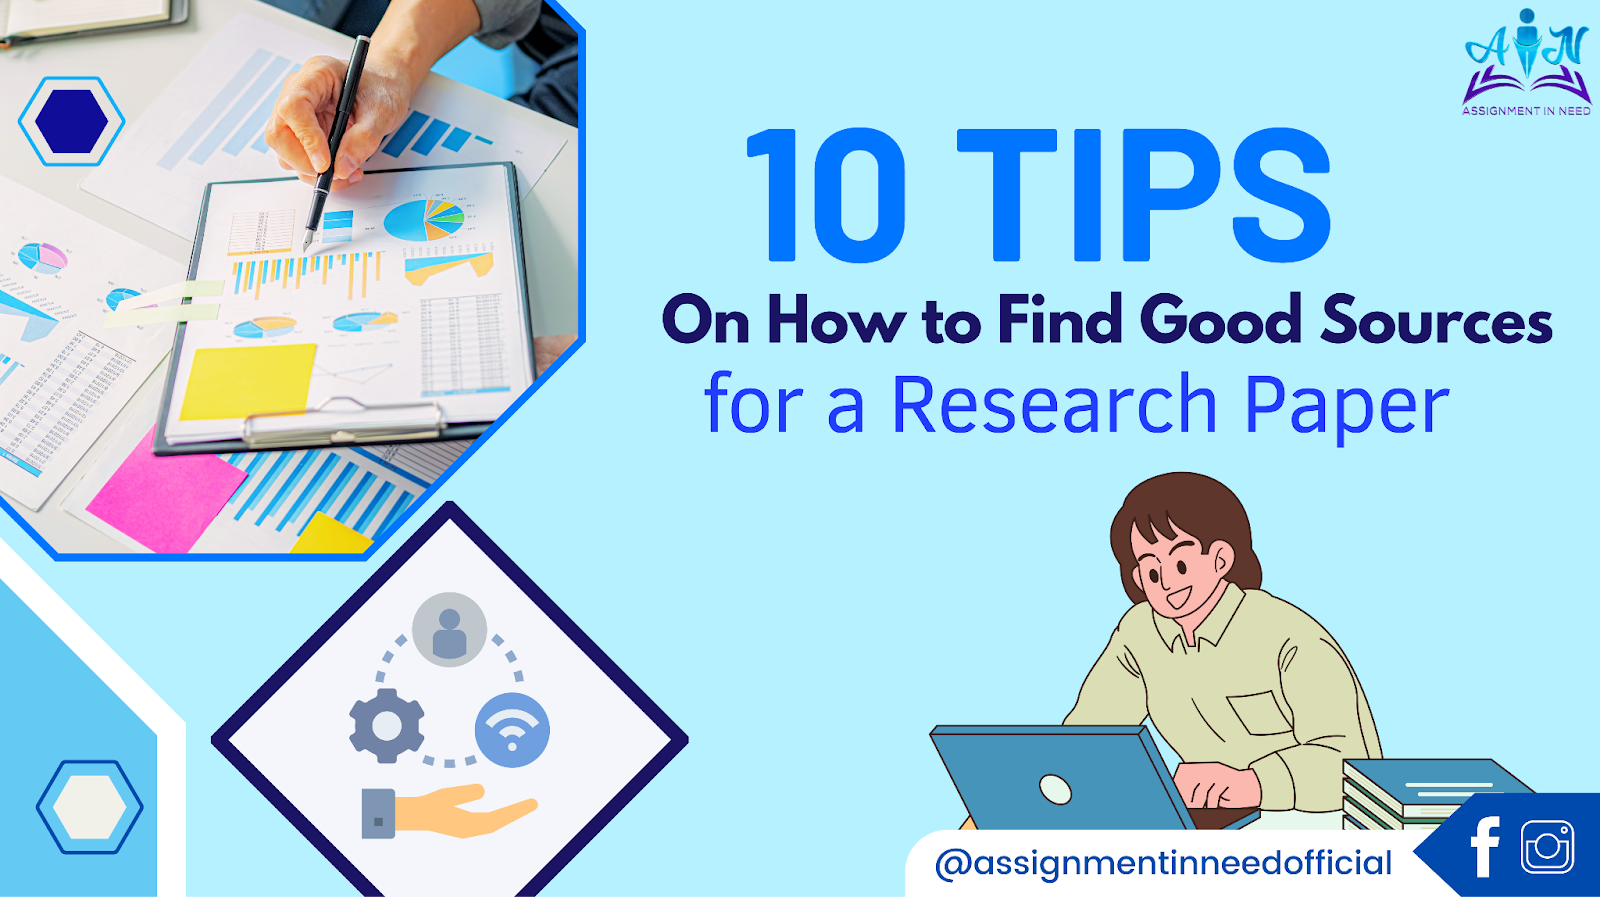 A N
ASSIGNMENT IN NEED
10 TIPS
On How to Find Good Sources
for a Research Paper
@assignmentinneedofficial